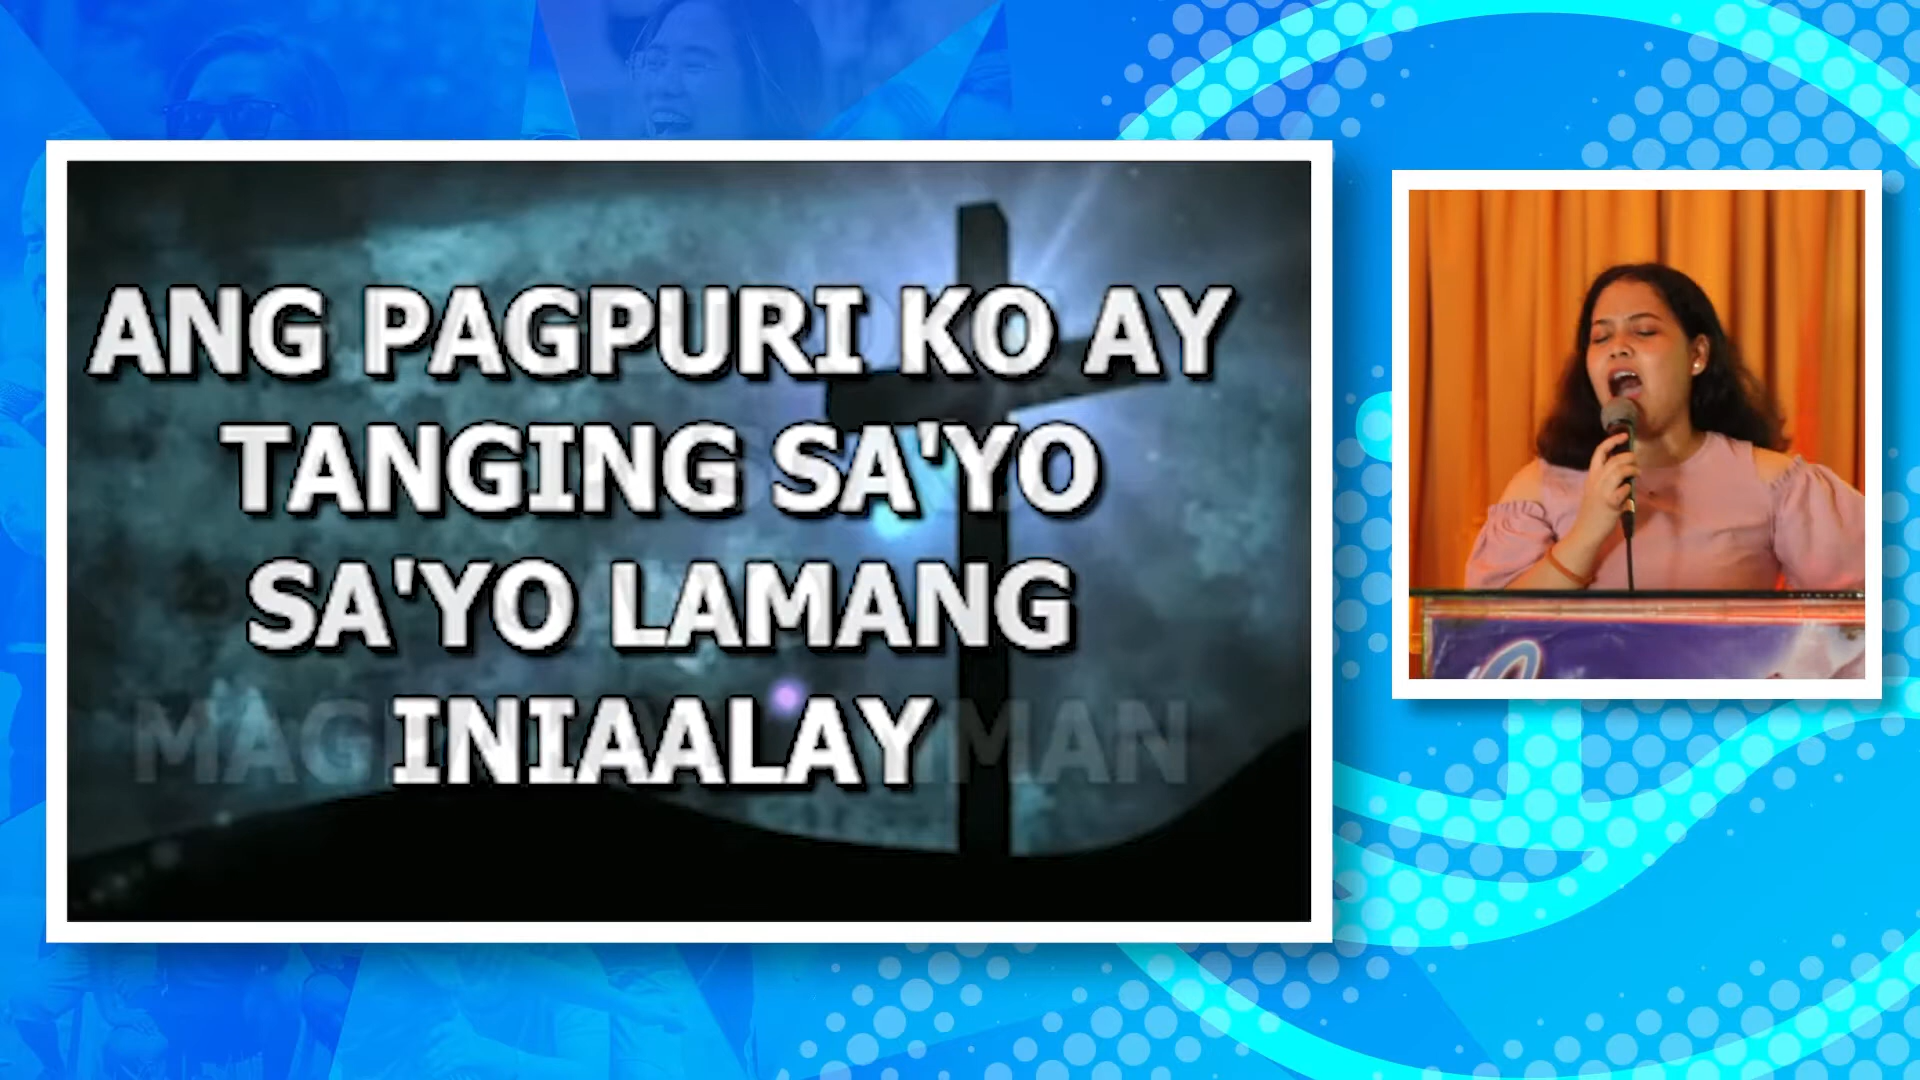 ANG PAGPURI KO AY
TANGING SA'YO
SA'YO LAMANG
INIAALAY